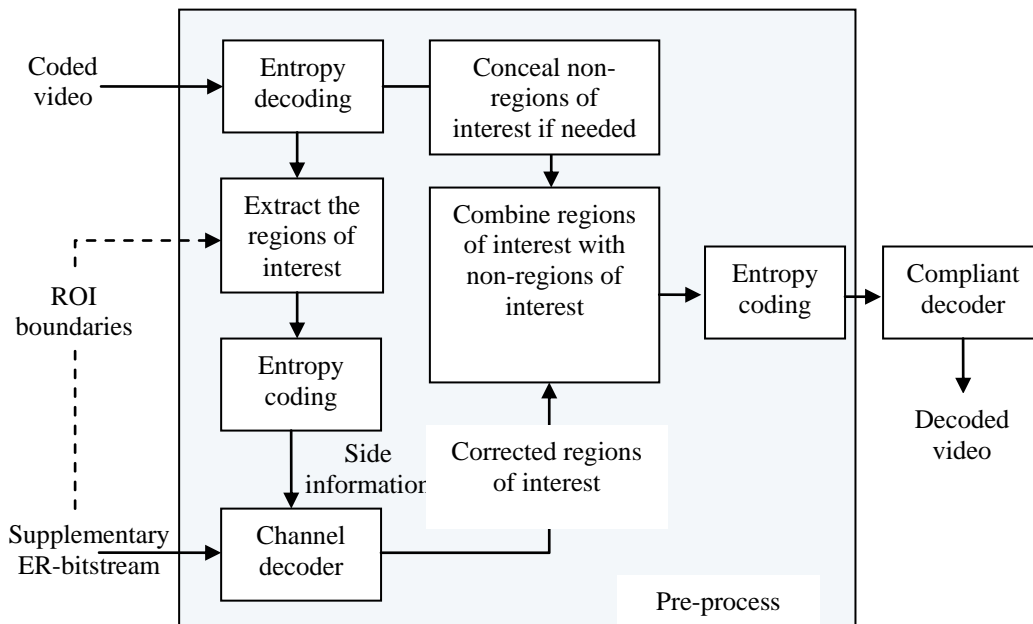 Coded
video
Entropy
decoding
Conceal non-
regions of
interest if needed
Extract the
regions of
interest
Combine regions
of interest with
non-regions of
interest
Entropy
coding
Compliant
decoder
ROI
boundaries
Entropy
coding
Side
information
Corrected regions
of interest
Decoded
video
Supplementary
ER-bitstream
Channel
decoder
Pre-process